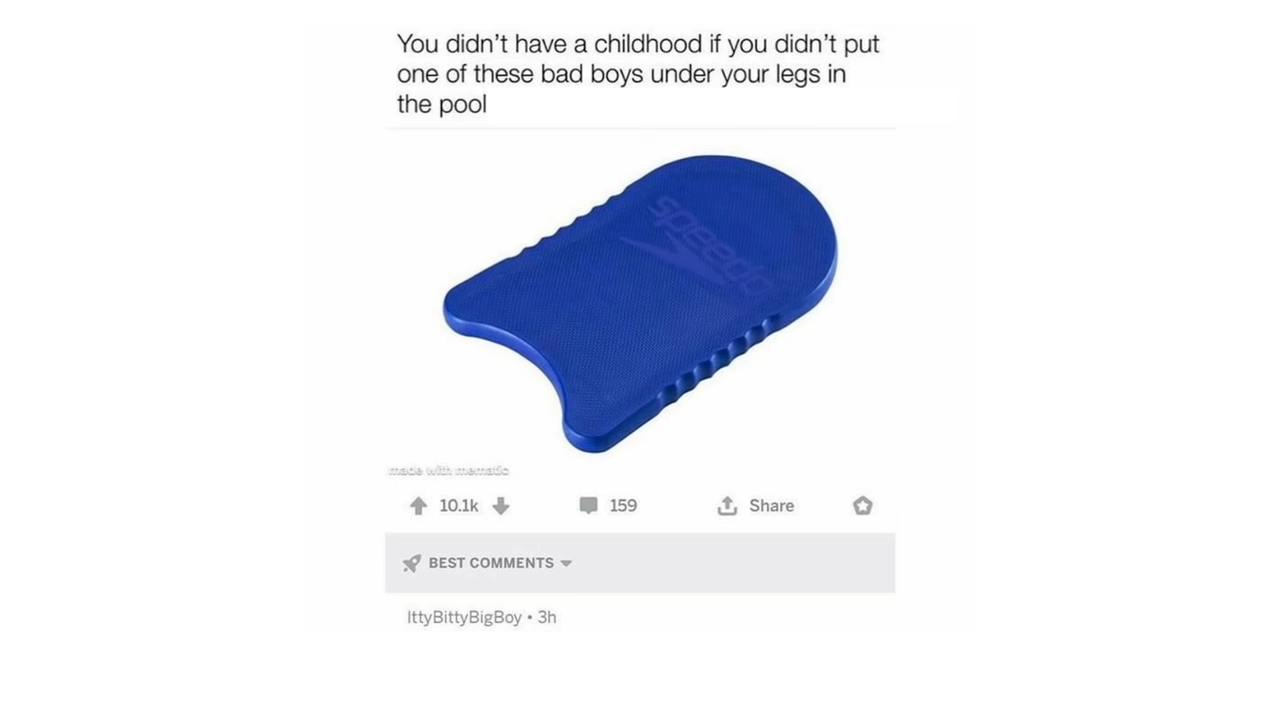 You didn't have a childhood if you didn't put
one of these bad boys under your legs in
the pool
speedo
made with mematic
10.1k
159
Share
BEST COMMENTS
IttyBittyBigBoy • 3h